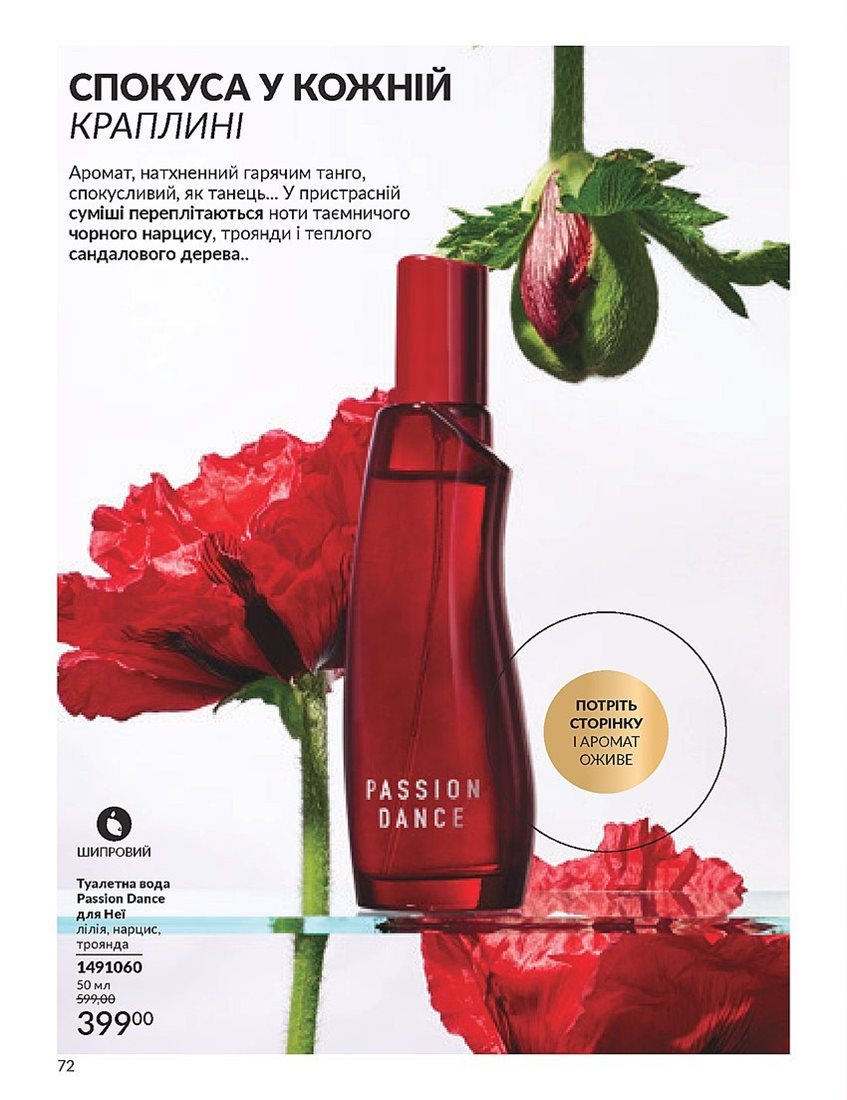 СПОКУСА У КОЖНІЙ
КРАПЛИНІ
Аромат, натхненний гарячим танго,
спокусливий, як танець... У пристрасній
суміші переплітаються ноти таємничого
чорного нарцису, троянди і теплого
сандалового дерева..
PASSION
DANCE
ПОТРІТЬ
СТОРІНКУ
І АРОМАТ
ОЖИВЕ
ШИПРОВИЙ
Туалетна вода
Passion Dance
для Неї
лілія, нарцис,
троянда
1491060
50 мл
599,00
39900
72